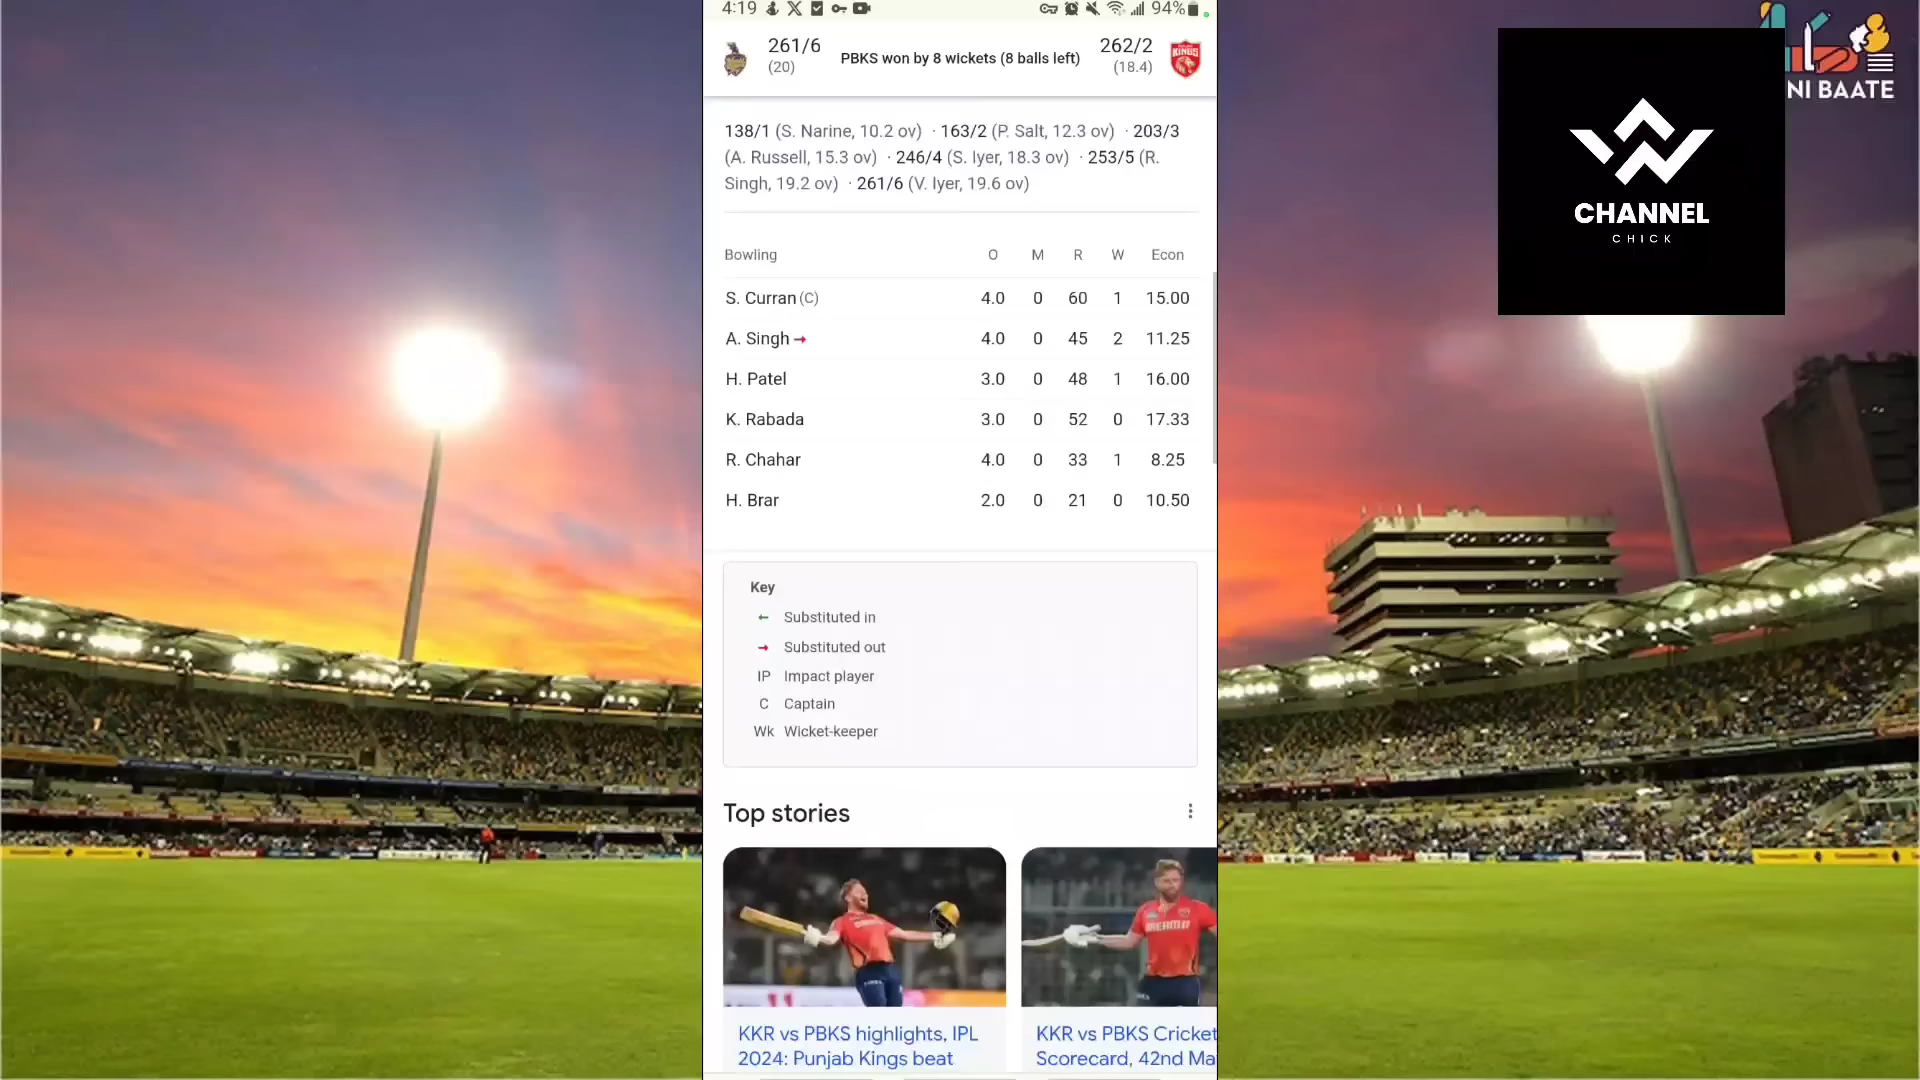 4:19
94%
261/6
(20)
PBKS won by 8 wickets (8 balls left)
262/2
(18.4)
KINGS
NI BAATE
CHANNEL
CHICK
138/1 (S. Narine, 10.2 ov) · 163/2 (P. Salt, 12.3 ov) · 203/3
(A. Russell, 15.3 ov) · 246/4 (S. Iyer, 18.3 ov) · 253/5 (R.
Singh, 19.2 ov) · 261/6 (V. Iyer, 19.6 ov)
Bowling O M R W Econ
S. Curran (C) 4.0 0 60 1 15.00
A. Singh → 4.0 0 45 2 11.25
H. Patel 3.0 0 48 1 16.00
K. Rabada 3.0 0 52 0 17.33
R. Chahar 4.0 0 33 1 8.25
H. Brar 2.0 0 21 0 10.50
Key
← Substituted in
→ Substituted out
IP Impact player
C Captain
Wk Wicket-keeper
Top stories
KKR vs PBKS highlights, IPL
2024: Punjab Kings beat
KKR vs PBKS Cricket
Scorecard, 42nd Ma